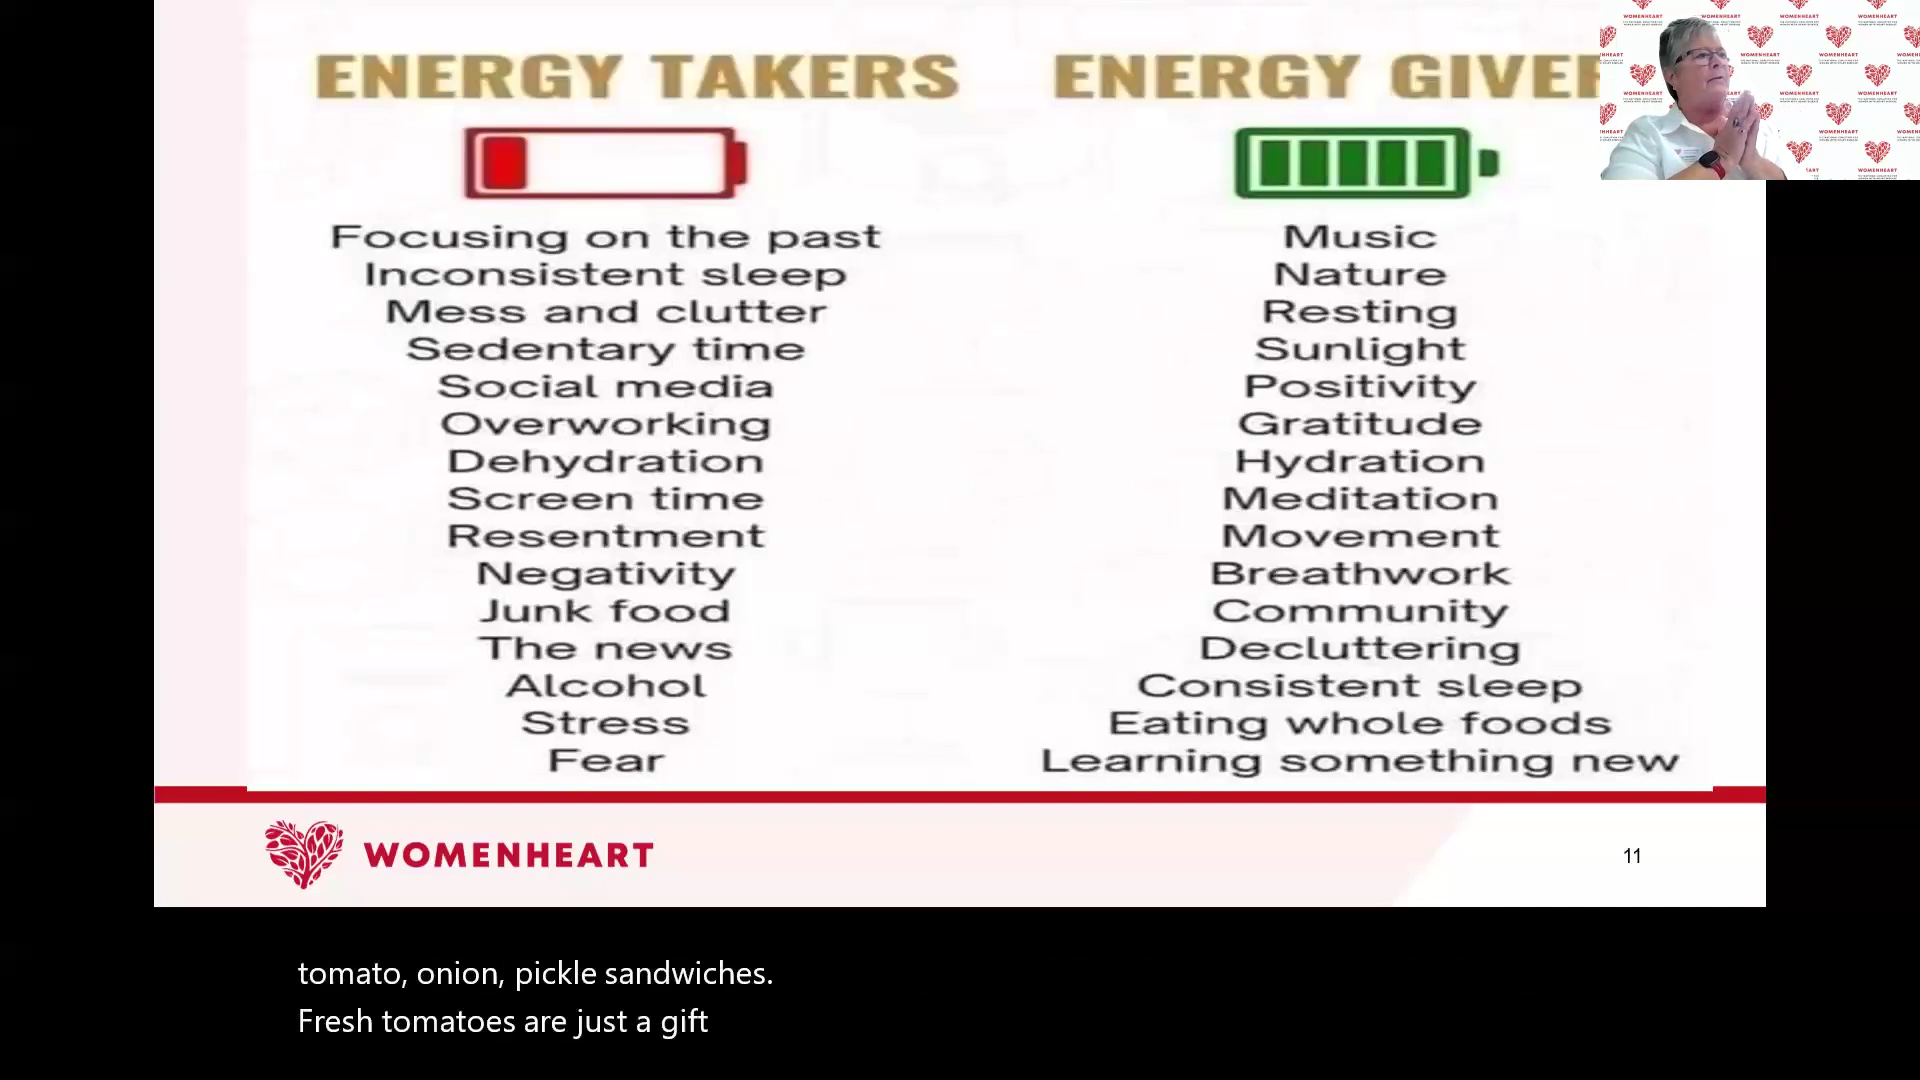 ENERGY TAKERS
Focusing on the past
Inconsistent sleep
Mess and clutter
Sedentary time
Social media
Overworking
Dehydration
Screen time
Resentment
Negativity
Junk food
The news
Alcohol
Stress
Fear
ENERGY GIVER
Music
Nature
Resting
Sunlight
Positivity
Gratitude
Hydration
Meditation
Movement
Breathwork
Community
Decluttering
Consistent sleep
Eating whole foods
Learning something new
WOMENHEART
WOMENHEART
11
tomato, onion, pickle sandwiches.
Fresh tomatoes are just a gift